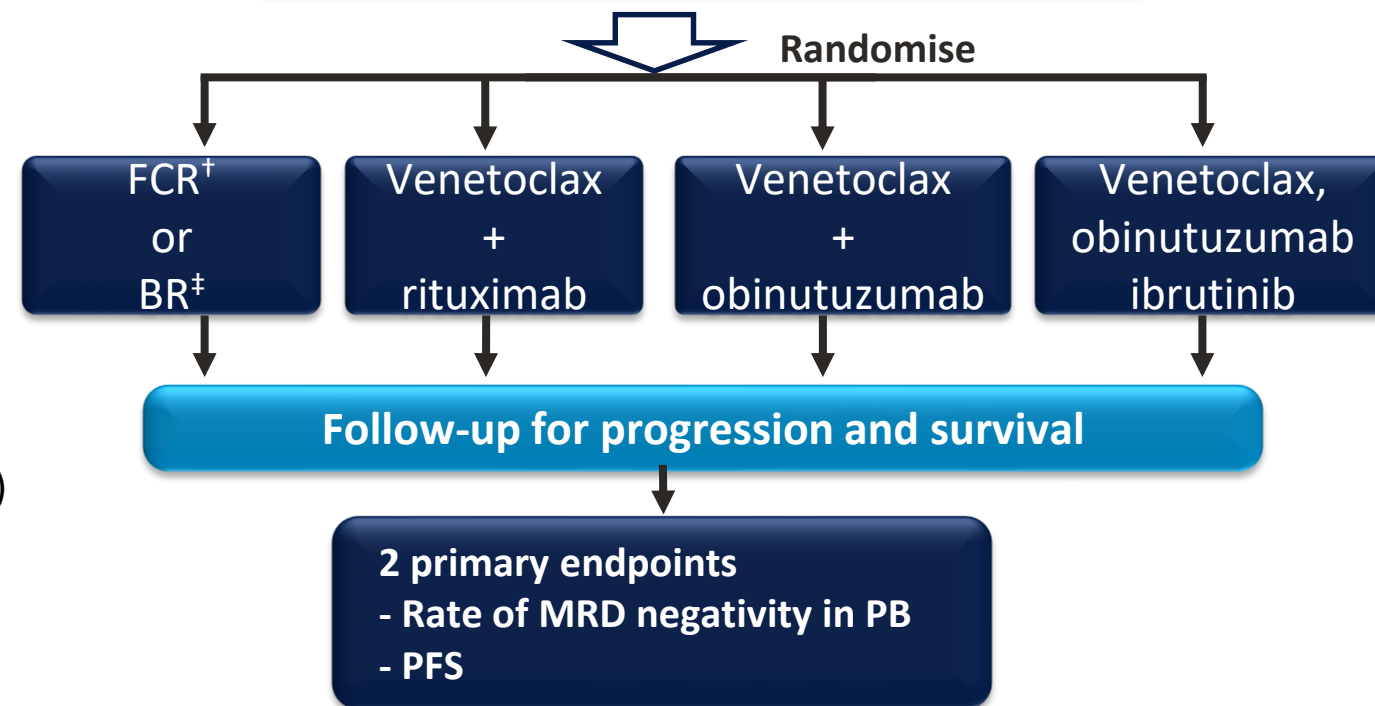 Randomise
FCR†
or
BR‡
Venetoclax
+
rituximab
Venetoclax
+
obinutuzumab
Venetoclax,
obinutuzumab
ibrutinib
Follow-up for progression and survival
)
2 primary endpoints
- Rate of MRD negativity in PB
- PFS